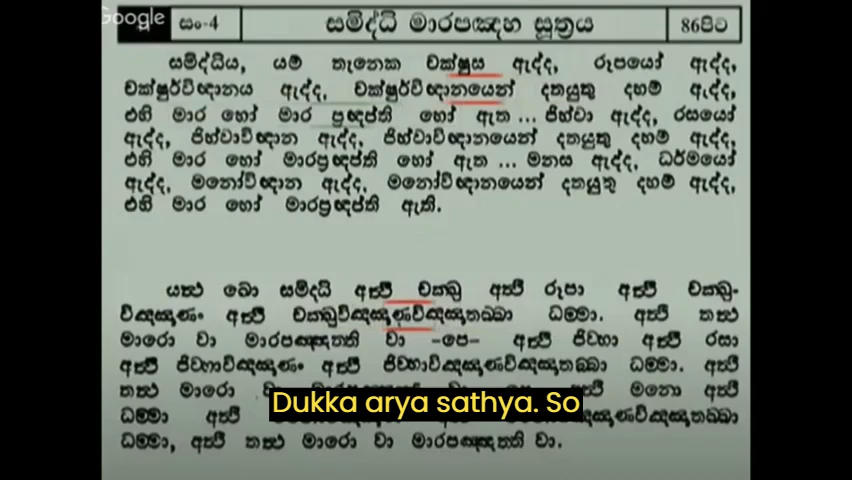 Google
සං-4 සමිද්ධි මාරපඤ්හ සූත්‍රය 86පිට
සමිද්ධිය, යම් තැනෙක චක්ෂුස ඇද්ද, රූපයෝ ඇද්ද,
චක්ෂුර්විඥානය ඇද්ද, චක්ෂුර්විඥානයෙන් දතයුතු දහම් ඇද්ද,
එහි මාර හෝ මාර ප්‍රඥප්ති හෝ ඇත ... ජිහ්වා ඇද්ද, රසයෝ
ඇද්ද, ජිහ්වාවිඥාන ඇද්ද, ජිහ්වාවිඥානයෙන් දතයුතු දහම් ඇද්ද,
එහි මාර හෝ මාරප්‍රඥප්ති හෝ ඇත ... මනස ඇද්ද, ධර්මයෝ
ඇද්ද, මනෝවිඥාන ඇද්ද, මනෝවිඥානයෙන් දතයුතු දහම් ඇද්ද,
එහි මාර හෝ මාරප්‍රඥප්ති ඇති.
යත්‍ථ ඛො සමිද්ධි අත්‍ථි චක්ඛු අත්‍ථි රූපා අත්‍ථි චක්ඛු-
විඤ්ඤාණං අත්‍ථි චක්ඛුවිඤ්ඤාණවිඤ්ඤාතබ්බා ධම්මා. අත්‍ථි තත්‍ථ
මාරො වා මාරපඤ්ඤත්ති වා -පෙ- අත්‍ථි ජිව්හා අත්‍ථි රසා
අත්‍ථි ජිව්හාවිඤ්ඤාණං අත්‍ථි ජිව්හාවිඤ්ඤාණවිඤ්ඤාතබ්බා ධම්මා. අත්‍ථි
තත්‍ථ මාරො අත්‍ථි මනො අත්‍ථි
ධම්මා අත්‍ථි
ධම්මා, අත්‍ථි තත්‍ථ මාරො වා මාරපඤ්ඤත්ති වා.
Dukka arya sathya. So